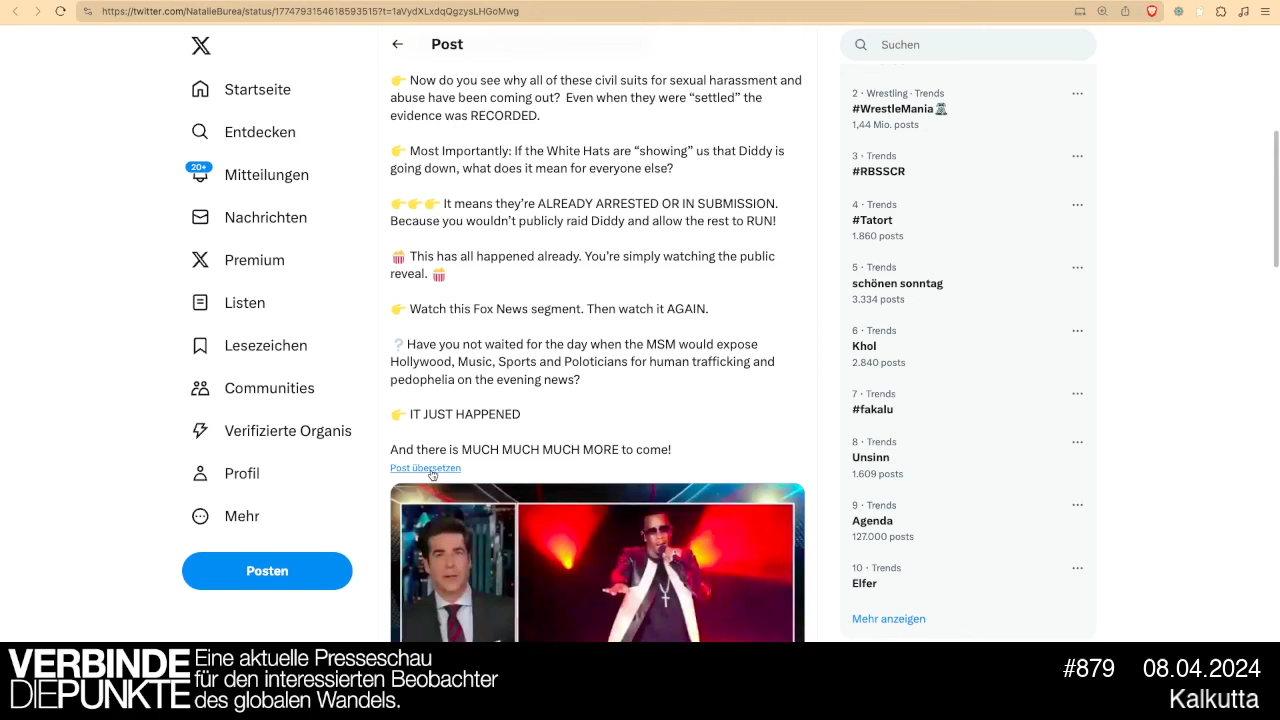 https://twitter.com/NatalieBurea/status/1774793154618593515?t=1aVydXLxdqQgzysLHGoMwg
Post
Suchen
Startseite
Entdecken
20+
Mitteilungen
Nachrichten
Premium
Listen
Lesezeichen
Communities
Verifizierte Organis
Profil
Mehr
Posten
👉 Now do you see why all of these civil suits for sexual harassment and
abuse have been coming out? Even when they were “settled” the
evidence was RECORDED.
👉 Most Importantly: If the White Hats are “showing” us that Diddy is
going down, what does it mean for everyone else?
👉👉👉 It means they’re ALREADY ARRESTED OR IN SUBMISSION.
Because you wouldn’t publicly raid Diddy and allow the rest to RUN!
🍿 This has all happened already. You’re simply watching the public
reveal. 🍿
👉 Watch this Fox News segment. Then watch it AGAIN.
❔Have you not waited for the day when the MSM would expose
Hollywood, Music, Sports and Poloticians for human trafficking and
pedophelia on the evening news?
👉 IT JUST HAPPENED
And there is MUCH MUCH MUCH MORE to come!
Post übersetzen
2 · Wrestling · Trends
#WrestleMania
1,44 Mio. posts
3 · Trends
#RBSSCR
4 · Trends
#Tatort
1.860 posts
5 · Trends
schönen sonntag
3.334 posts
6 · Trends
Khol
2.840 posts
7 · Trends
#fakalu
8 · Trends
Unsinn
1.609 posts
9 · Trends
Agenda
127.000 posts
10 · Trends
Elfer
Mehr anzeigen
VERBINDE
DIEPUNKTE
Eine aktuelle Presseschau
für den interessierten Beobachter
des globalen Wandels.
#879 08.04.2024
Kalkutta